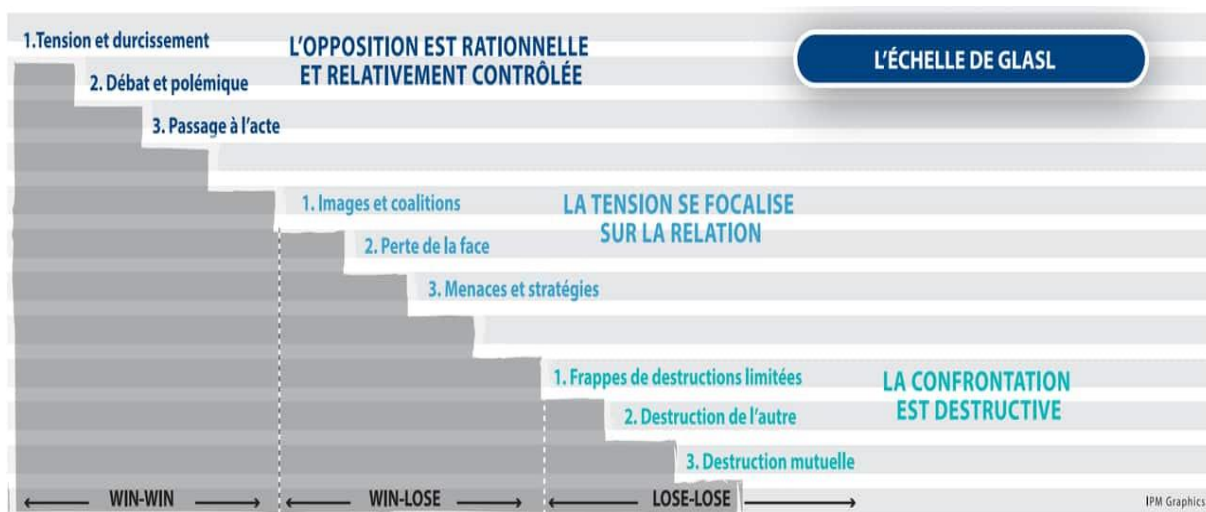 1.Tension et durcissement
L'OPPOSITION EST RATIONNELLE
ET RELATIVEMENT CONTRÔLÉE
L'ÉCHELLE DE GLASL
2. Débat et polémique
3. Passage à l'acte
1. Images et coalitions
LA TENSION SE FOCALISE
SUR LA RELATION
2. Perte de la face
3. Menaces et stratégies
1. Frappes de destructions limitées
LA CONFRONTATION
EST DESTRUCTIVE
2. Destruction de l'autre
3. Destruction mutuelle
WIN-WIN
WIN-LOSE
LOSE-LOSE
IPM Graphics